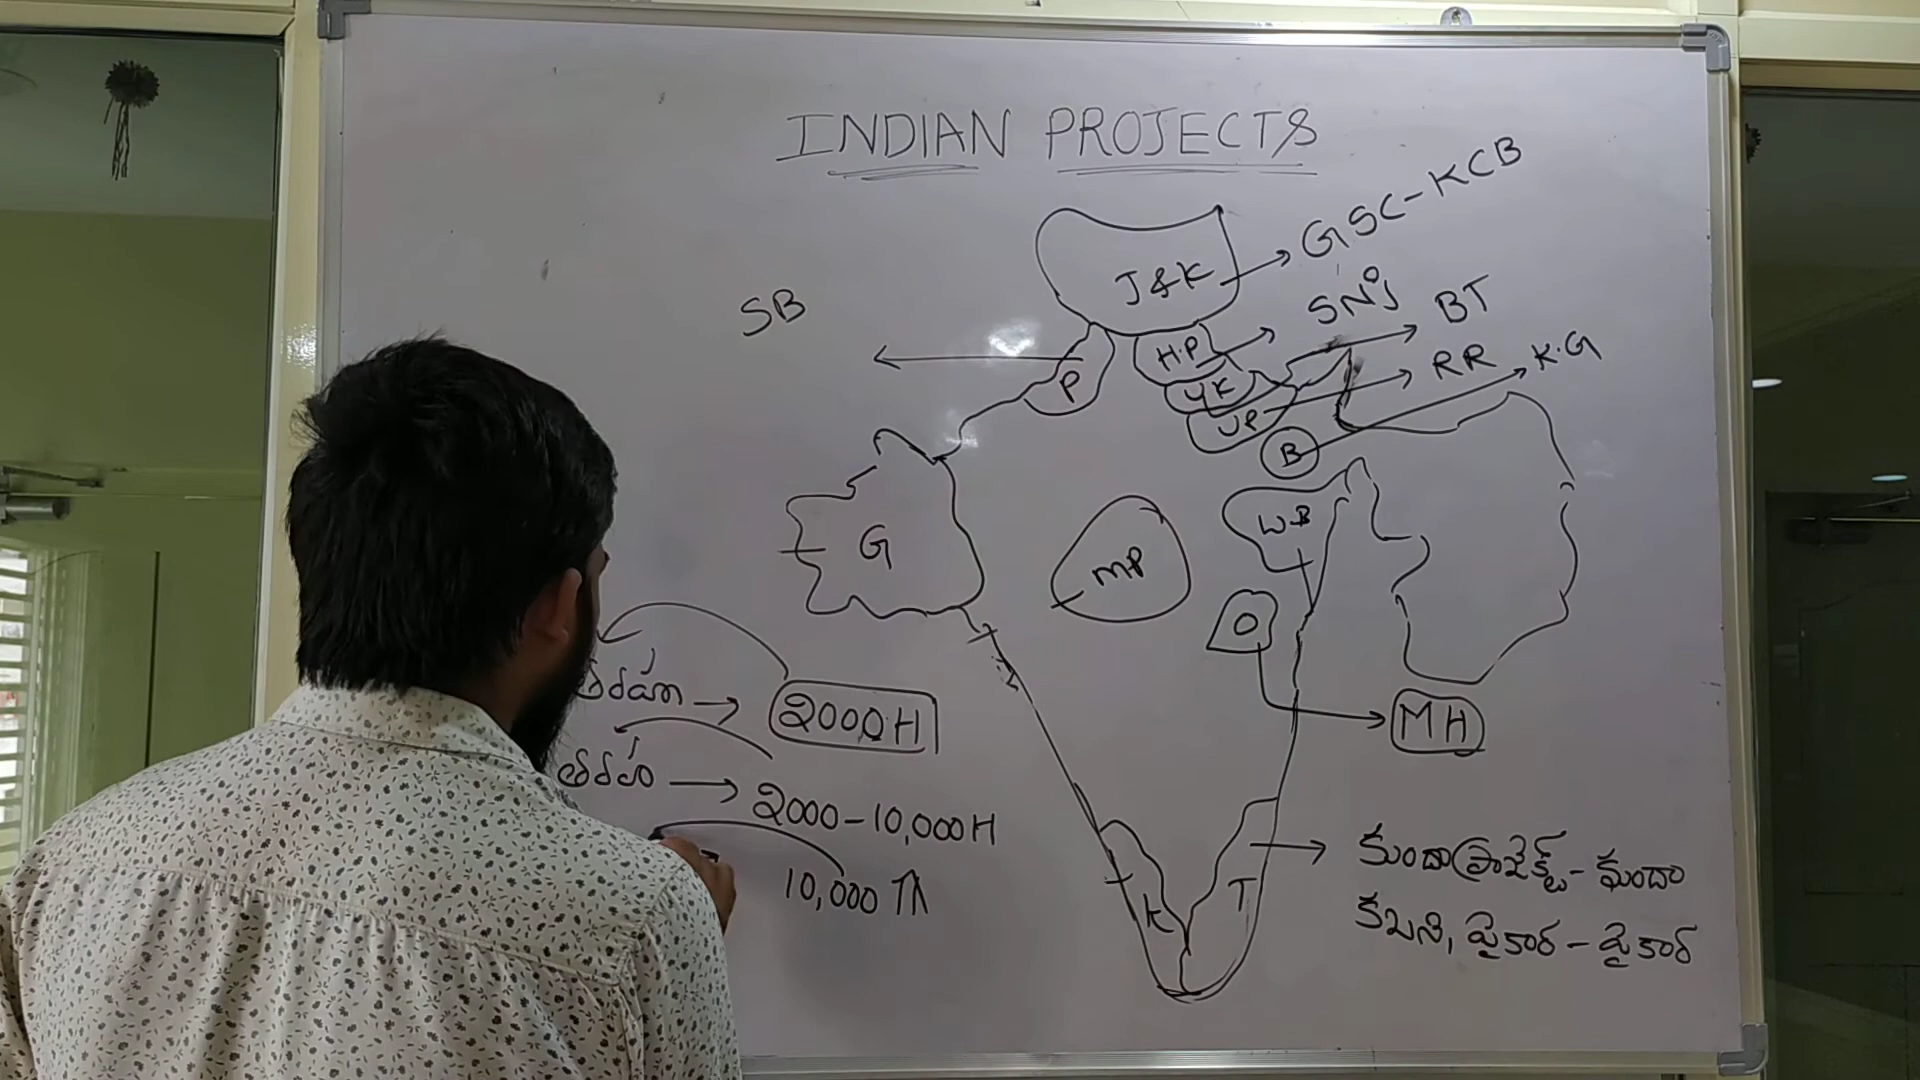 INDIAN PROJECTS
J&K
GSC-KCB
SB
SNJ
BT
H.P
P
UK
RR
K.G
UP
B
G
MP
WB
O
2000H
MH
2000-10,000H
10,000
K
T
కుందా ప్రాజెక్ట్ - కుందా
కబిని, పైకార - పైకార్